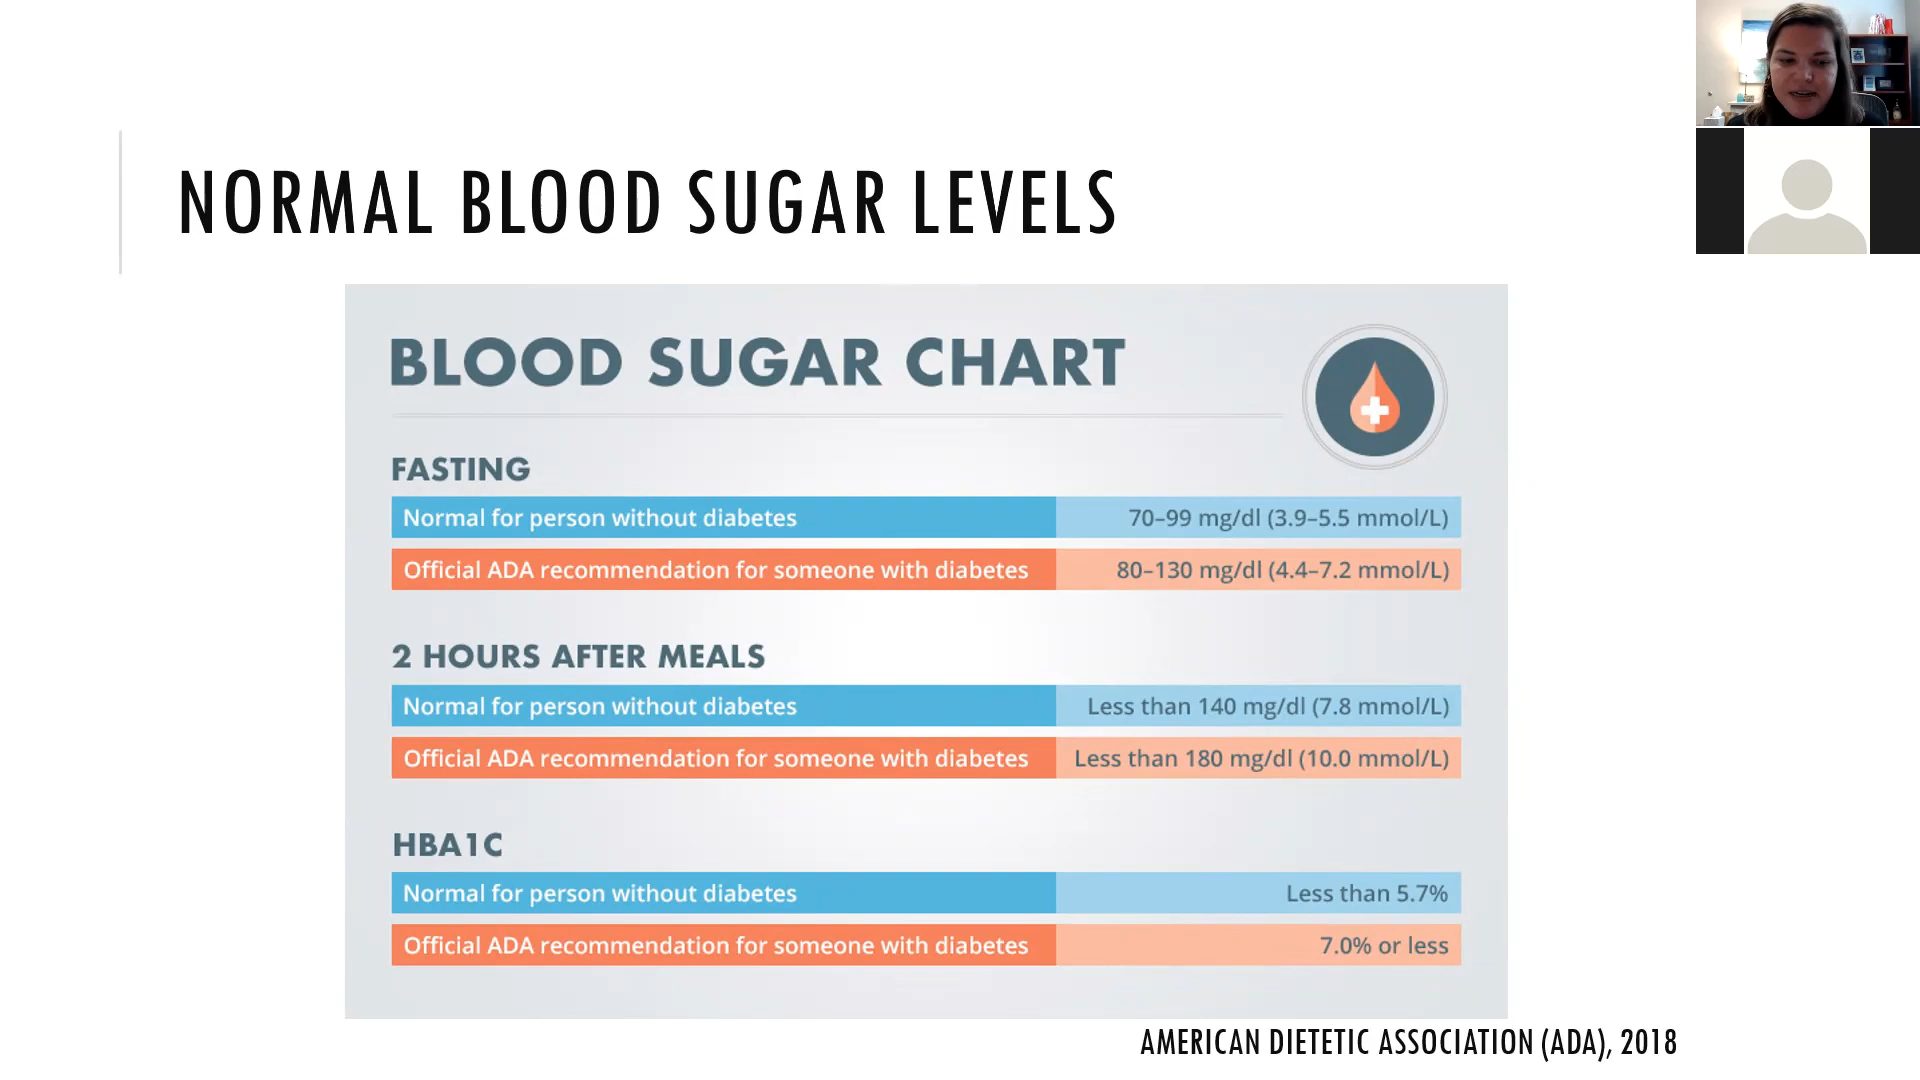 NORMAL BLOOD SUGAR LEVELS
BLOOD SUGAR CHART
FASTING
Normal for person without diabetes 70–99 mg/dl (3.9–5.5 mmol/L)
Official ADA recommendation for someone with diabetes 80–130 mg/dl (4.4–7.2 mmol/L)
2 HOURS AFTER MEALS
Normal for person without diabetes Less than 140 mg/dl (7.8 mmol/L)
Official ADA recommendation for someone with diabetes Less than 180 mg/dl (10.0 mmol/L)
HBA1C
Normal for person without diabetes Less than 5.7%
Official ADA recommendation for someone with diabetes 7.0% or less
AMERICAN DIETETIC ASSOCIATION (ADA), 2018